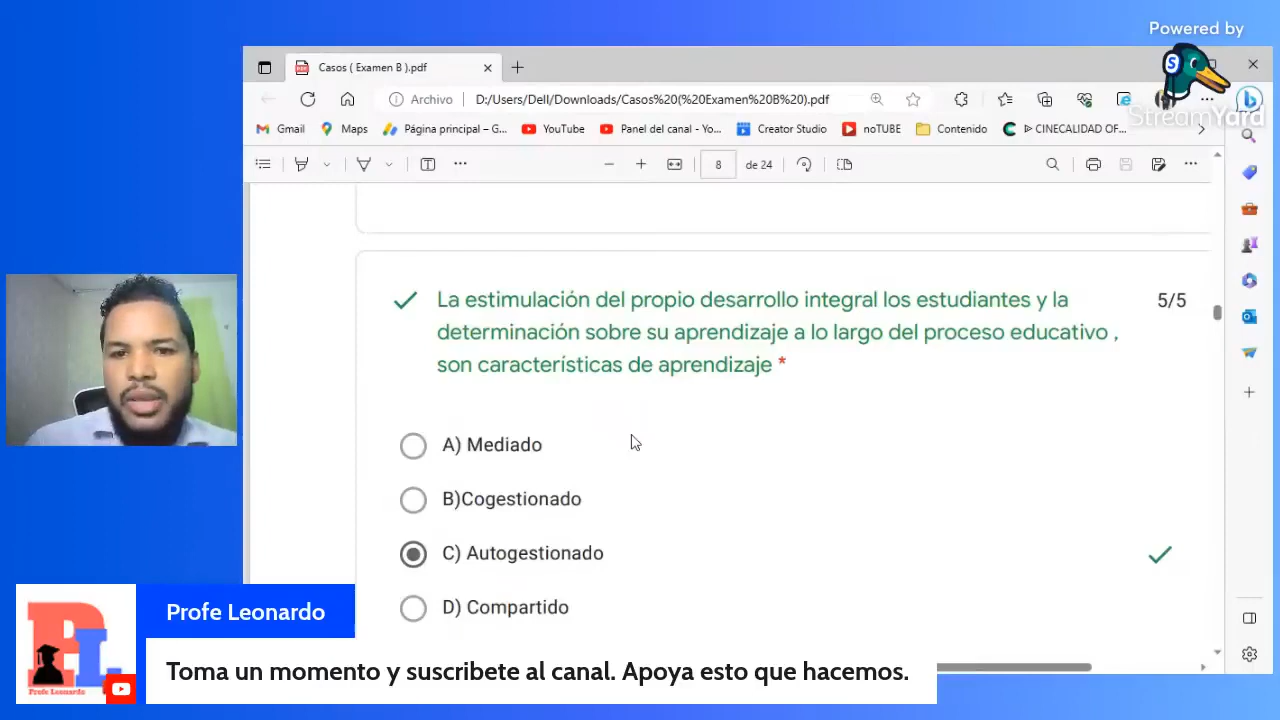 Powered by
StreamYard
Casos ( Examen B ).pdf
Archivo
D:/Users/Dell/Downloads/Casos%20(%20Examen%20B%20).pdf
Gmail
Maps
Página principal – G...
YouTube
Panel del canal - Yo...
Creator Studio
noTUBE
Contenido
ᐅ CINECALIDAD OF...
8
de 24
La estimulación del propio desarrollo integral los estudiantes y la
5/5
determinación sobre su aprendizaje a lo largo del proceso educativo ,
son características de aprendizaje *
A) Mediado
B)Cogestionado
C) Autogestionado
D) Compartido
Profe Leonardo
Toma un momento y suscribete al canal. Apoya esto que hacemos.
Profe Leonardo